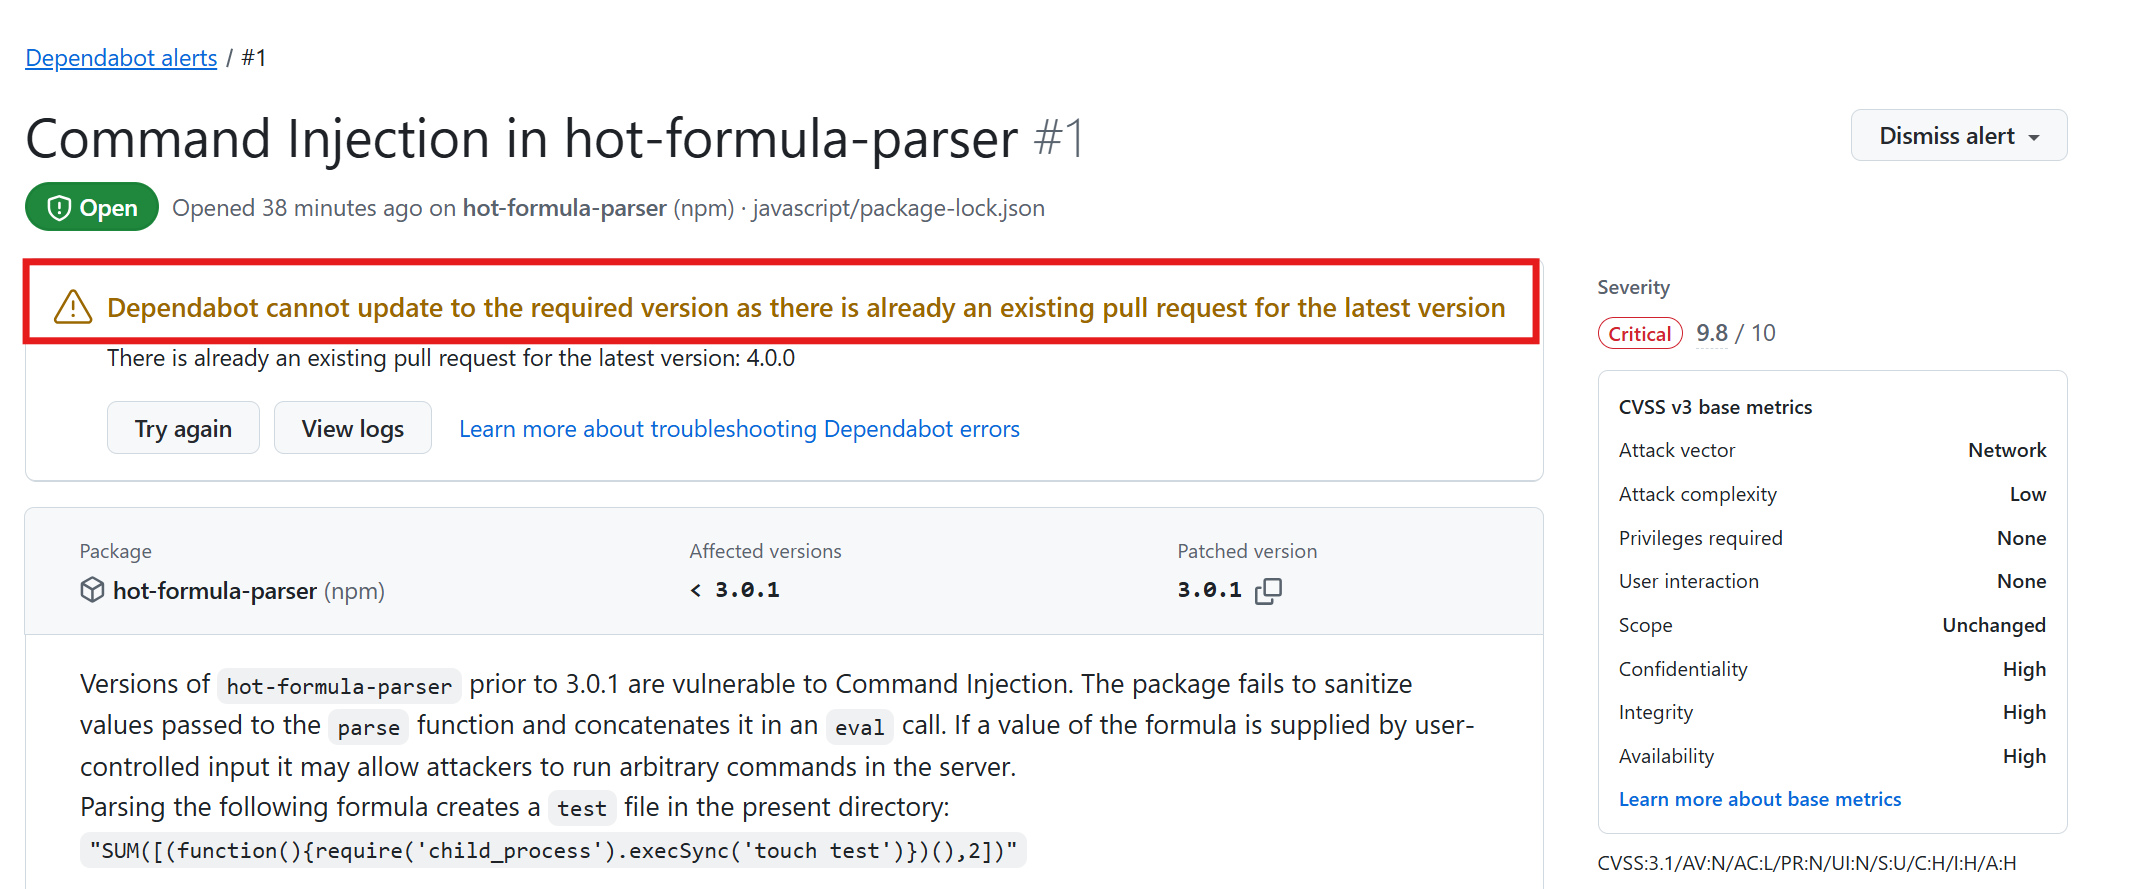 Dependabot alerts / #1
Command Injection in hot-formula-parser #1
Dismiss alert
Open
Opened 38 minutes ago on hot-formula-parser (npm) · javascript/package-lock.json
Dependabot cannot update to the required version as there is already an existing pull request for the latest version
There is already an existing pull request for the latest version: 4.0.0
Try again
View logs
Learn more about troubleshooting Dependabot errors
Package
Affected versions
Patched version
hot-formula-parser (npm)
< 3.0.1
3.0.1
Versions of hot-formula-parser prior to 3.0.1 are vulnerable to Command Injection. The package fails to sanitize
values passed to the parse function and concatenates it in an eval call. If a value of the formula is supplied by user-
controlled input it may allow attackers to run arbitrary commands in the server.
Parsing the following formula creates a test file in the present directory:
"SUM([(function(){require('child_process').execSync('touch test')})(),2])"
Severity
Critical 9.8 / 10
CVSS v3 base metrics
Attack vector Network
Attack complexity Low
Privileges required None
User interaction None
Scope Unchanged
Confidentiality High
Integrity High
Availability High
Learn more about base metrics
CVSS:3.1/AV:N/AC:L/PR:N/UI:N/S:U/C:H/I:H/A:H